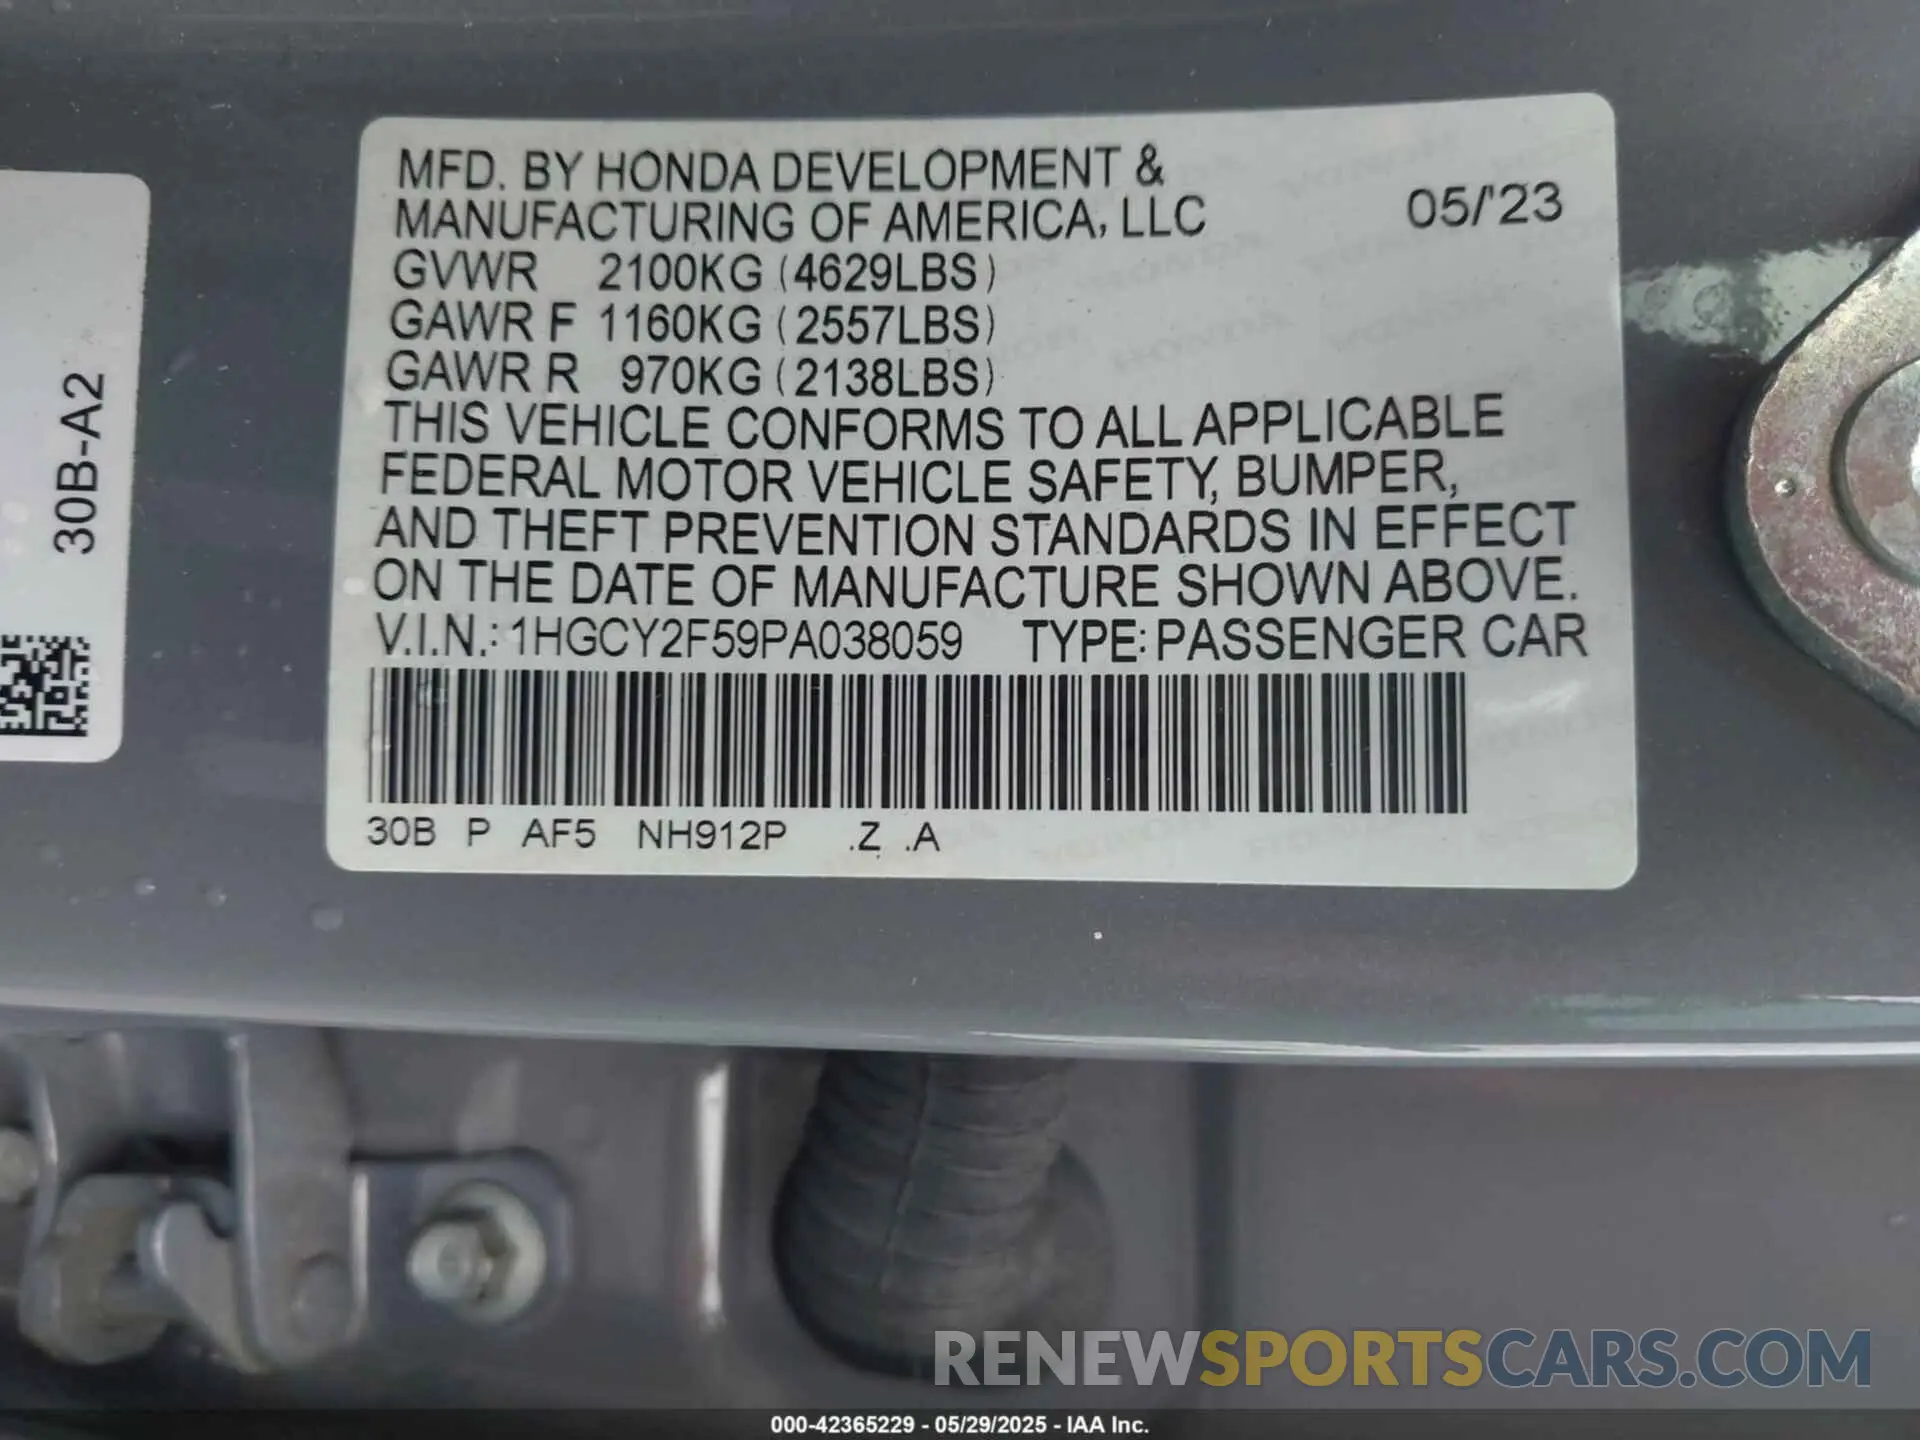 MFD. BY HONDA DEVELOPMENT &
MANUFACTURING OF AMERICA, LLC 05/'23
GVWR 2100KG (4629LBS)
GAWR F 1160KG (2557LBS)
GAWR R 970KG (2138LBS)
THIS VEHICLE CONFORMS TO ALL APPLICABLE
FEDERAL MOTOR VEHICLE SAFETY, BUMPER,
AND THEFT PREVENTION STANDARDS IN EFFECT
ON THE DATE OF MANUFACTURE SHOWN ABOVE.
V.I.N.: 1HGCY2F59PA038059 TYPE: PASSENGER CAR
30B P AF5 NH912P .Z .A
30B-A2
RENEWSPORTSCARS.COM
000-42365229 - 05/29/2025 - IAA Inc.